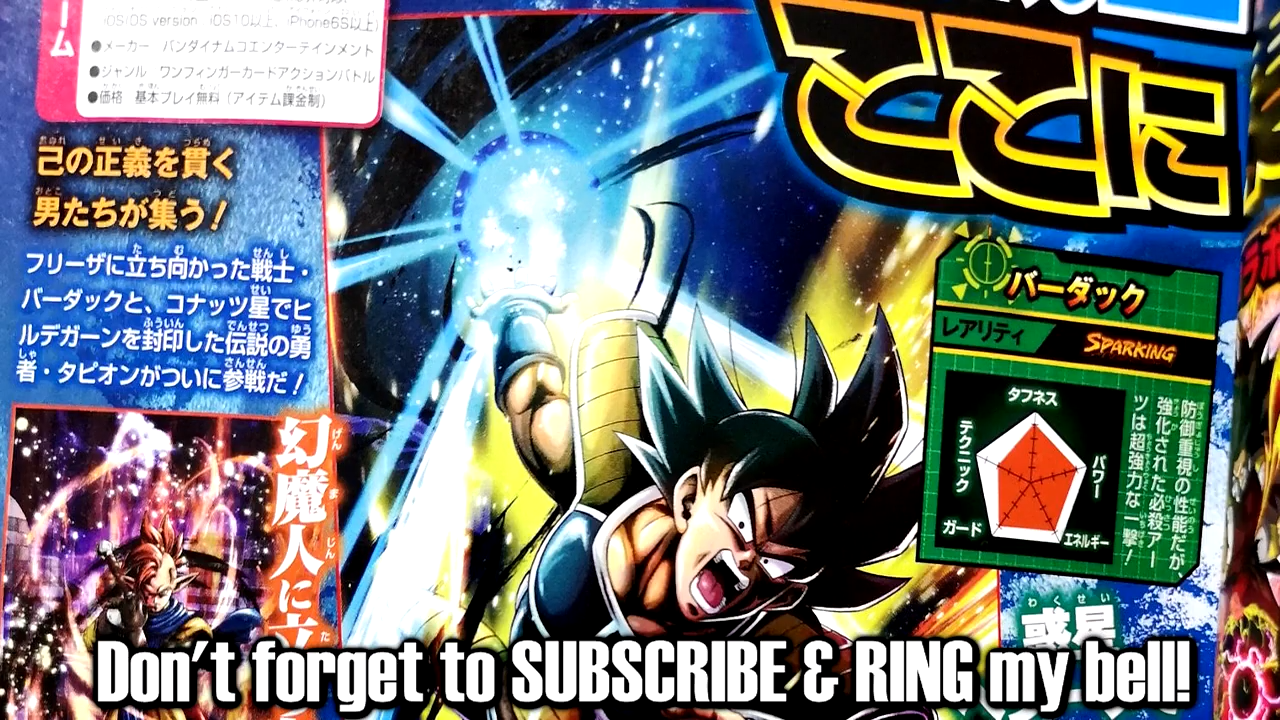 iOS version iOS10以上、iPhone6S以上
●メーカー バンダイナムコエンターテインメント
●ジャンル ワンフィンガーカードアクションバトル
●価格 基本プレイ無料(アイテム課金制)
己の正義を貫く
男たちが集う!
フリーザに立ち向かった戦士・
バーダックと、コナッツ星でヒ
ルデガーンを封印した伝説の勇
者・タピオンがついに参戦だ!
幻魔人に立
バーダック
レアリティ
SPARKING
タフネス
パワー
エネルギー
ガード
テクニック
防御重視の性能だが
強化された必殺アー
ツは超強力な一撃!
惑星
Don't forget to SUBSCRIBE & RING my bell!